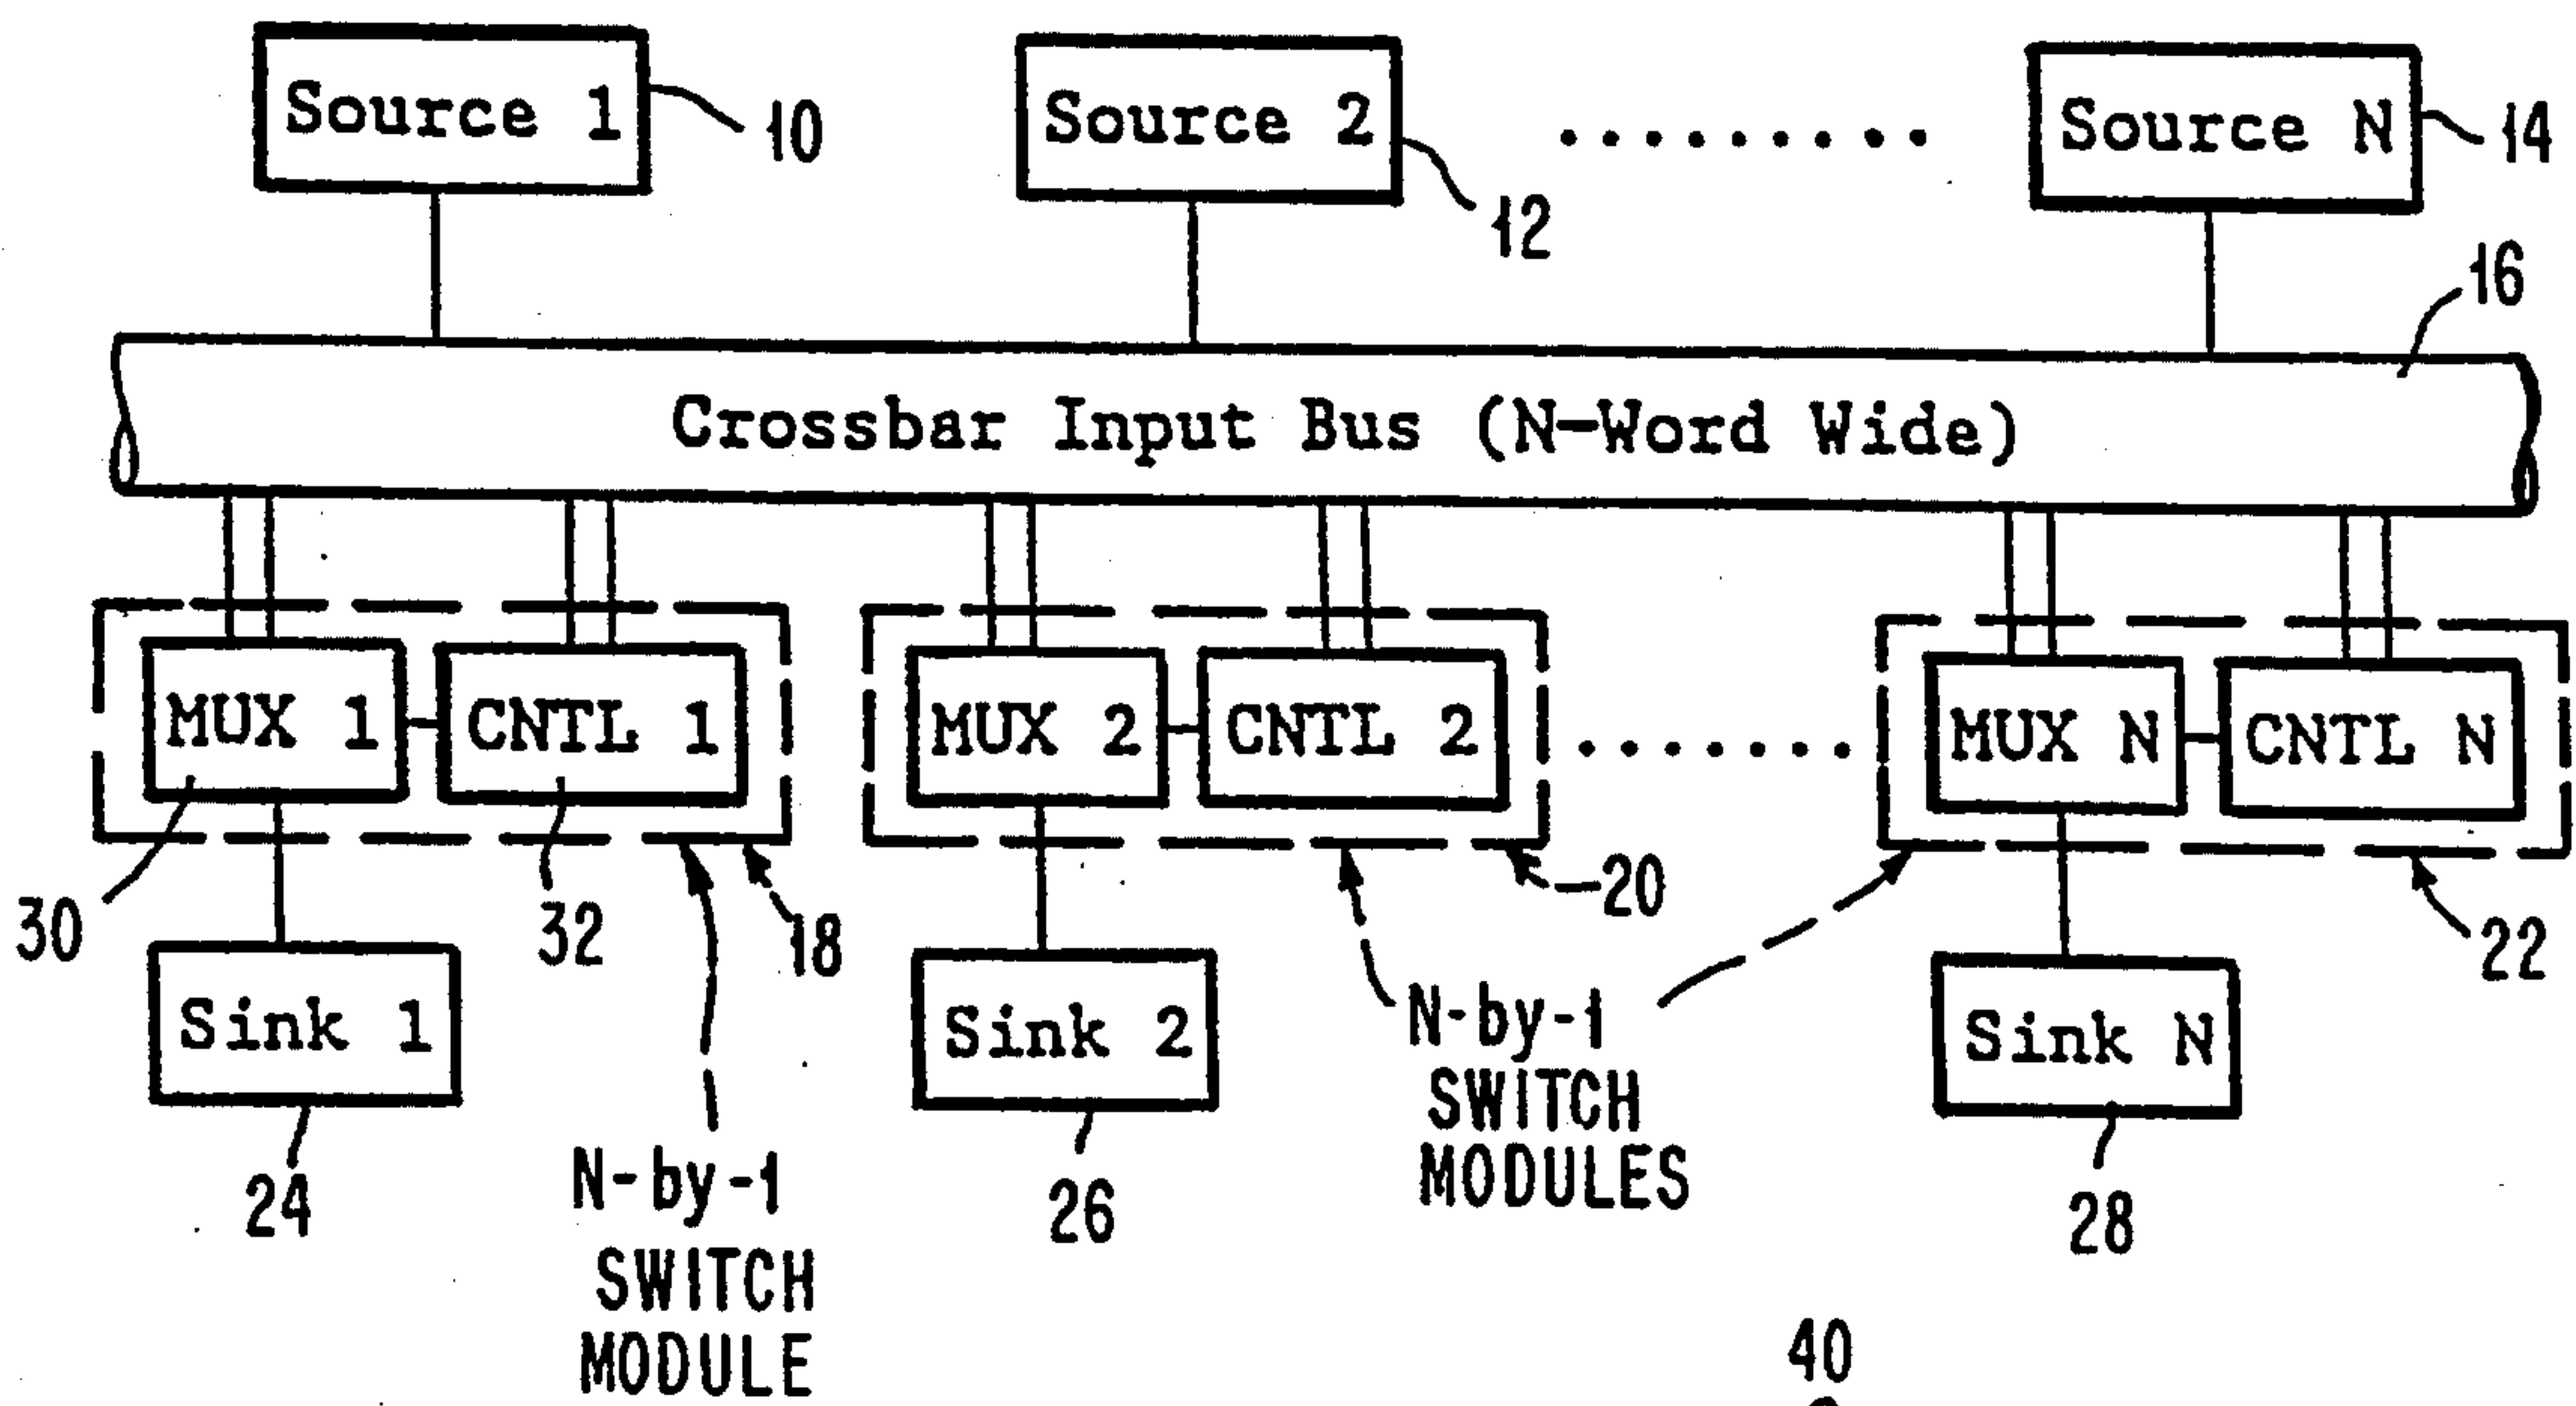 Source 1
10
Source 2
12
Source N
14
16
Crossbar Input Bus (N-Word Wide)
MUX 1
CNTL 1
MUX 2
CNTL 2
MUX N
CNTL N
30
32
18
20
22
Sink 1
Sink 2
Sink N
24
26
28
N-by-1
SWITCH
MODULE
N-by-1
SWITCH
MODULES
40